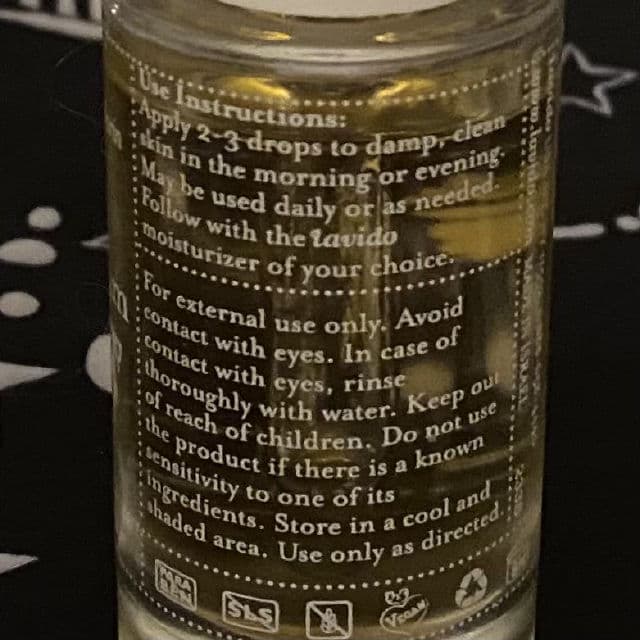 Use Instructions:
Apply 2-3 drops to damp, clean
skin in the morning or evening.
May be used daily or as needed.
Follow with the lavido
moisturizer of your choice.
For external use only. Avoid
contact with eyes. In case of
contact with eyes, rinse
thoroughly with water. Keep out
of reach of children. Do not use
the product if there is a known
sensitivity to one of its
ingredients. Store in a cool and
shaded area. Use only as directed.
SLS
VEGAN